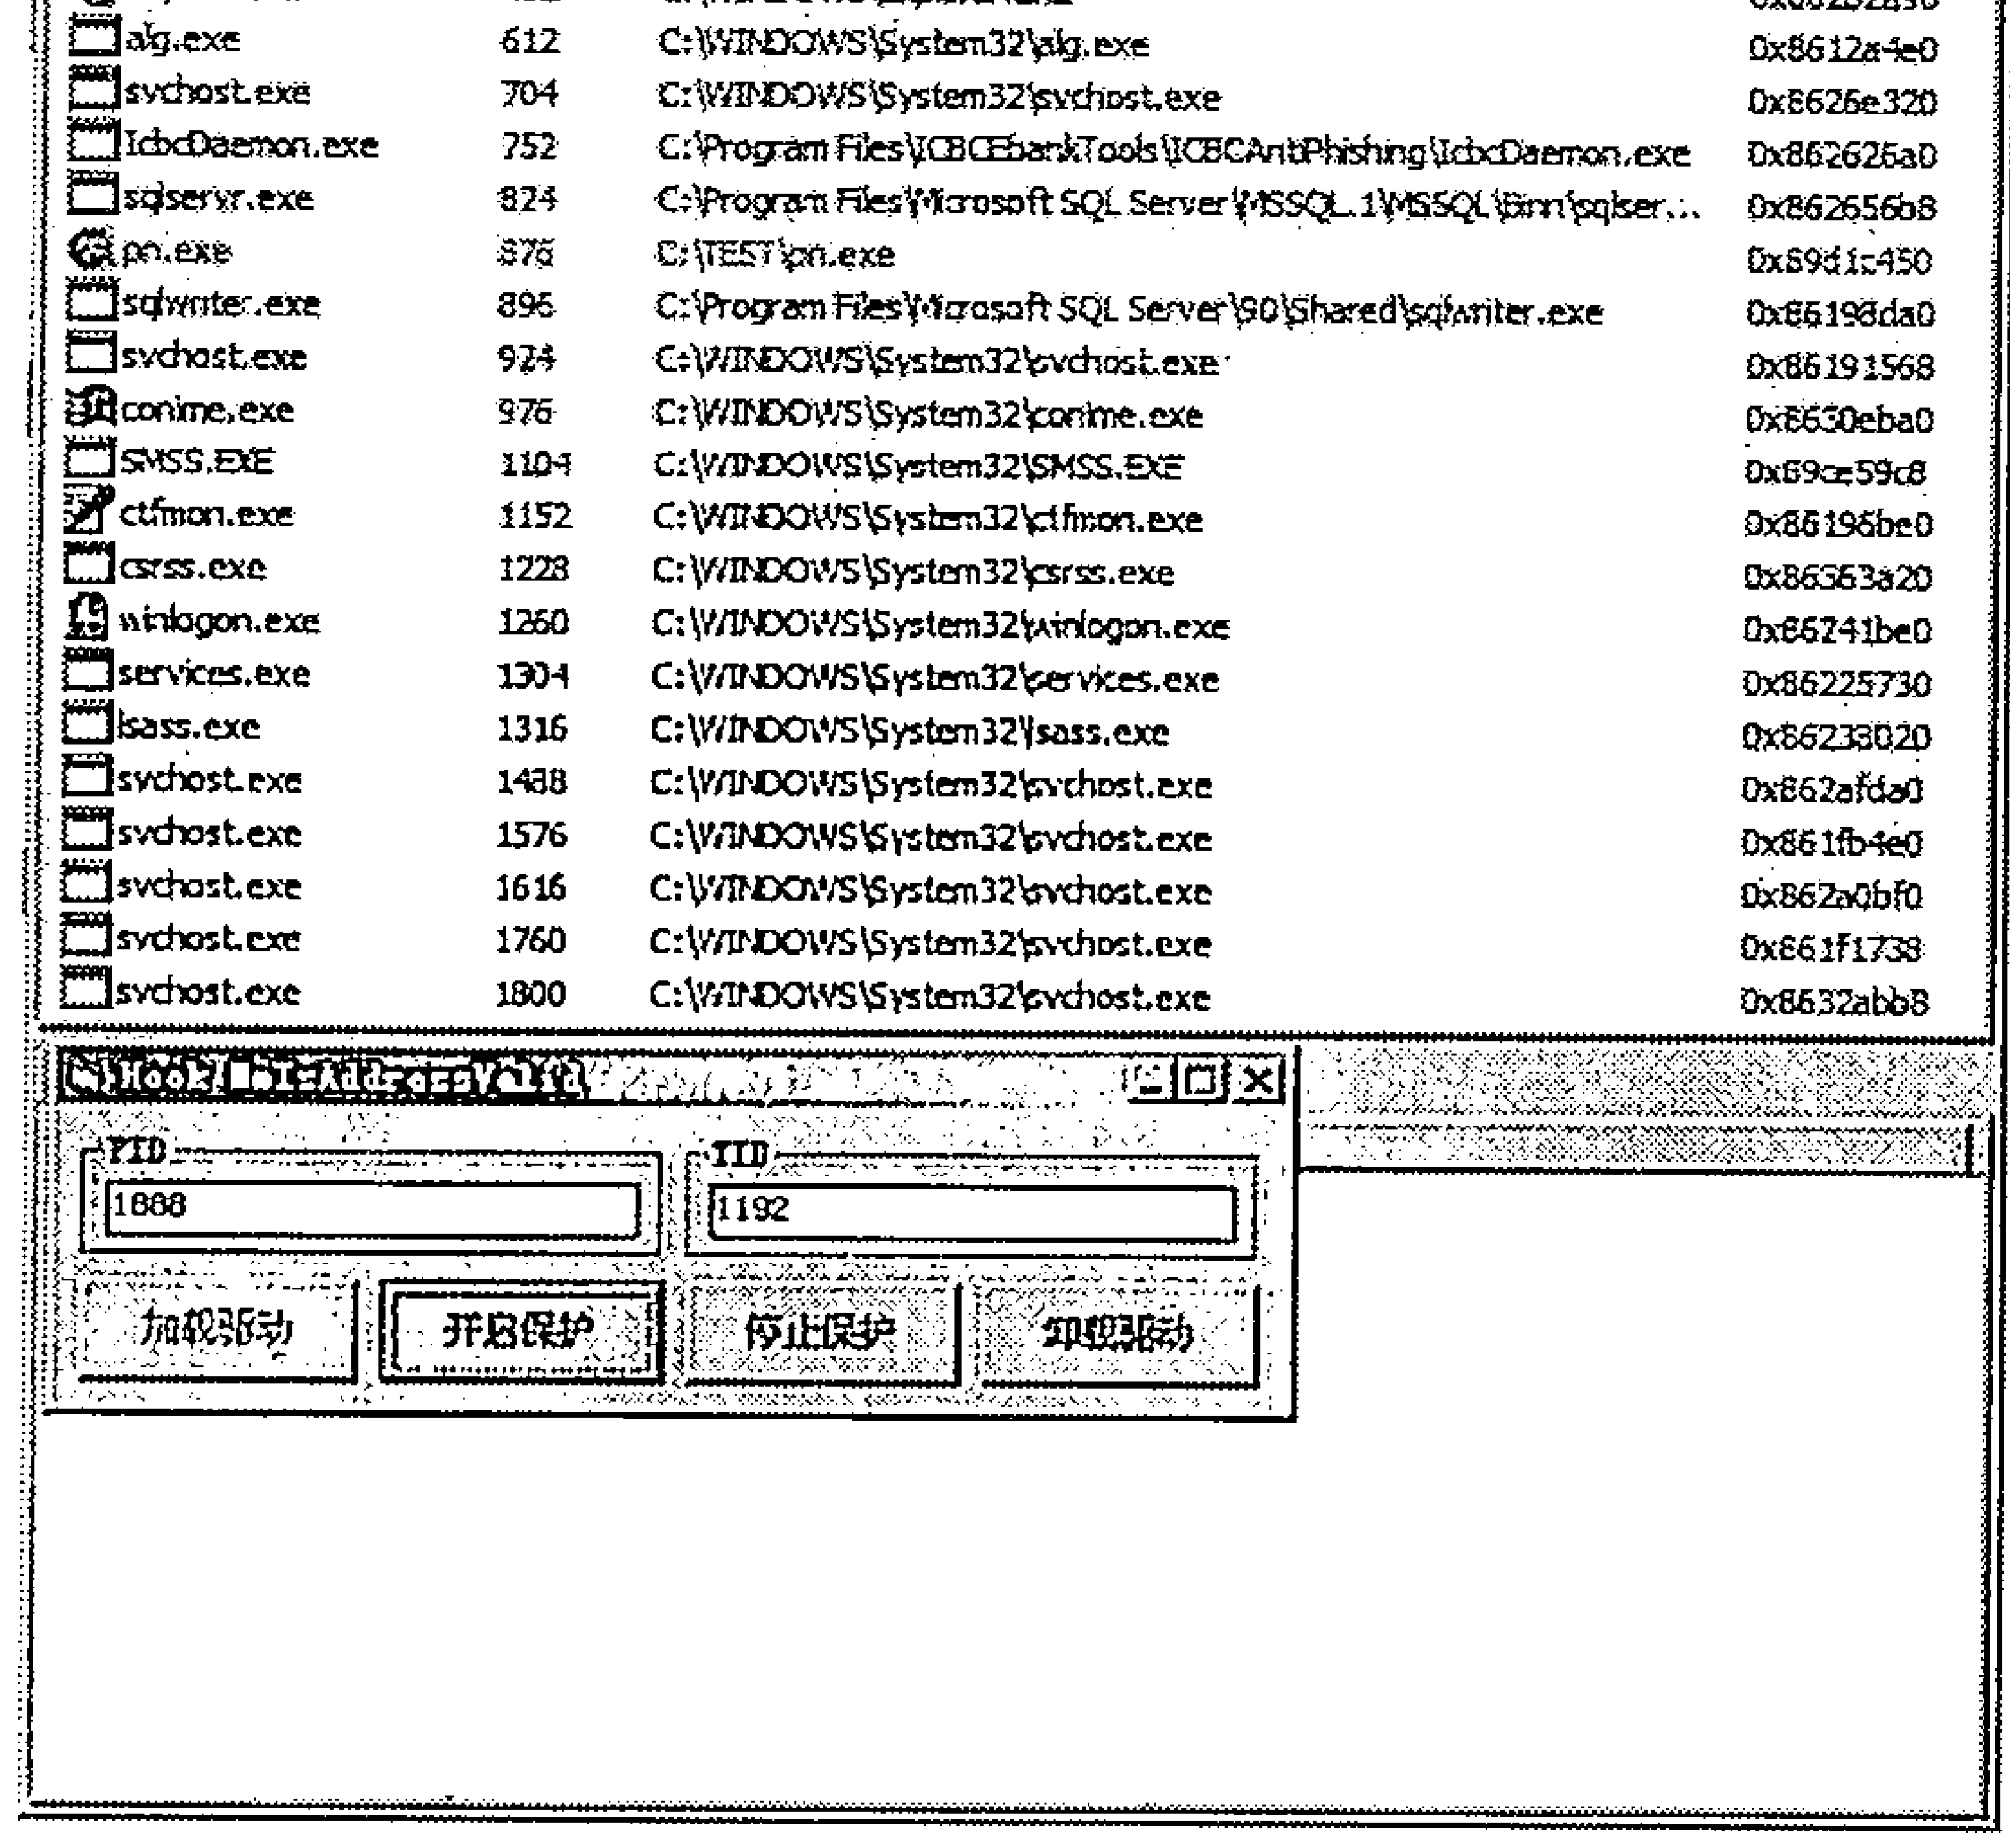 alg.exe 612 C:\WINDOWS\System32\alg.exe 0x8612a4e0
svchost.exe 704 C:\WINDOWS\System32\svchost.exe 0x8626e320
IcbcDaemon.exe 752 C:\Program Files\ICBCEbankTools\ICBCAntiPhishing\IcbcDaemon.exe 0x862626a0
sqlservr.exe 824 C:\Program Files\Microsoft SQL Server\MSSQL.1\MSSQL\Binn\sqlser... 0x862656b8
pn.exe 876 C:\TEST\pn.exe 0x89d1c450
sqlwriter.exe 896 C:\Program Files\Microsoft SQL Server\90\Shared\sqlwriter.exe 0x86198da0
svchost.exe 924 C:\WINDOWS\System32\svchost.exe 0x86191568
conime.exe 976 C:\WINDOWS\System32\conime.exe 0x8630eba0
SMSS.EXE 1104 C:\WINDOWS\System32\SMSS.EXE 0x89ce59c8
ctfmon.exe 1152 C:\WINDOWS\System32\ctfmon.exe 0x86196be0
csrss.exe 1228 C:\WINDOWS\System32\csrss.exe 0x86363a20
winlogon.exe 1260 C:\WINDOWS\System32\winlogon.exe 0x86241be0
services.exe 1304 C:\WINDOWS\System32\services.exe 0x86225730
lsass.exe 1316 C:\WINDOWS\System32\lsass.exe 0x86238020
svchost.exe 1488 C:\WINDOWS\System32\svchost.exe 0x862afda0
svchost.exe 1576 C:\WINDOWS\System32\svchost.exe 0x861fb4e0
svchost.exe 1616 C:\WINDOWS\System32\svchost.exe 0x862a0bf0
svchost.exe 1760 C:\WINDOWS\System32\svchost.exe 0x861f1738
svchost.exe 1800 C:\WINDOWS\System32\svchost.exe 0x8632abb8
HookMmIsAddressValid
PID TID
1888 1192
加载驱动 开启保护 停止保护 卸载驱动